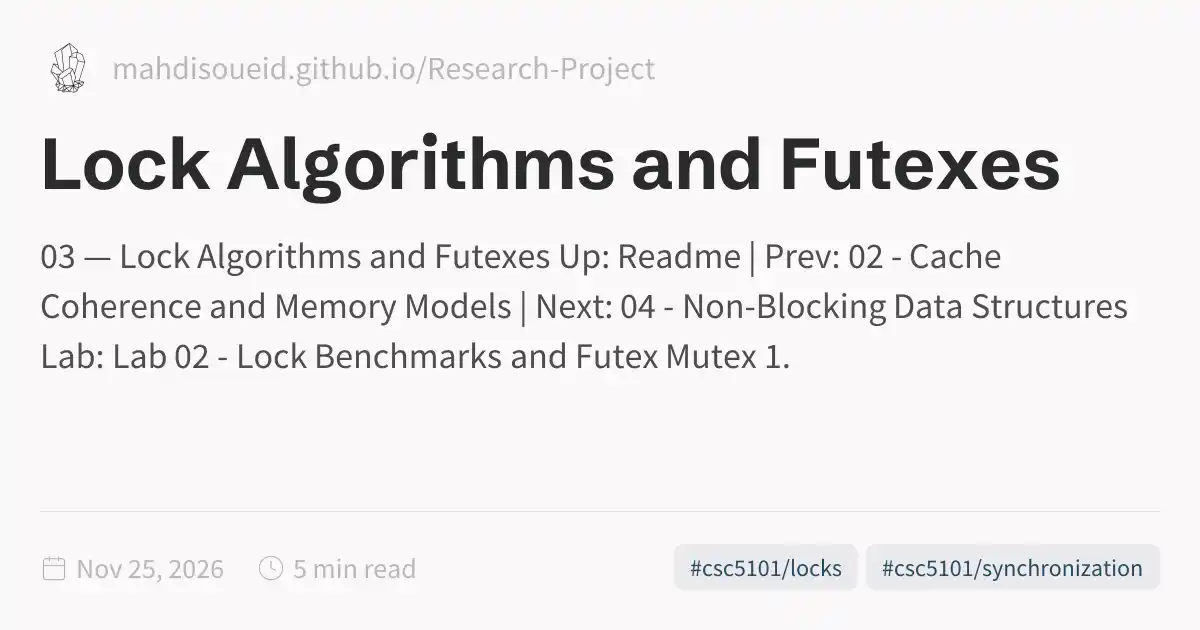 mahdisoueid.github.io/Research-Project
Lock Algorithms and Futexes
03 — Lock Algorithms and Futexes Up: Readme | Prev: 02 - Cache
Coherence and Memory Models | Next: 04 - Non-Blocking Data Structures
Lab: Lab 02 - Lock Benchmarks and Futex Mutex 1.
Nov 25, 2026 5 min read #csc5101/locks #csc5101/synchronization